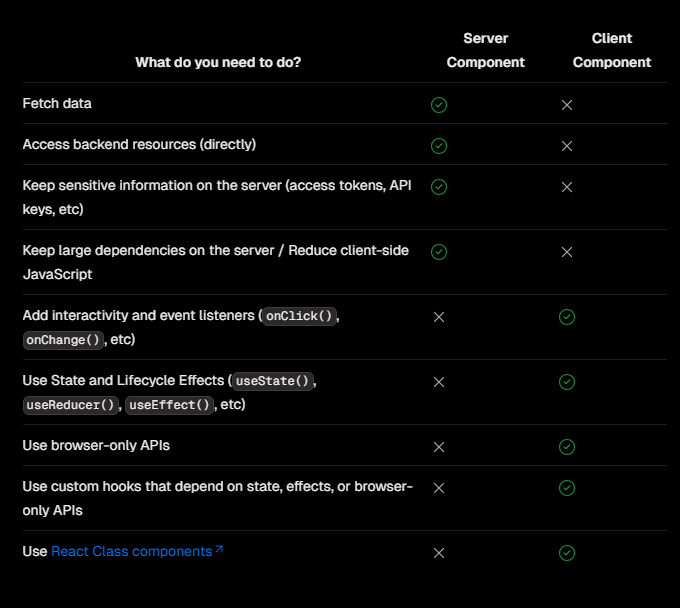 Server Component
Client Component
What do you need to do?
Fetch data
Access backend resources (directly)
Keep sensitive information on the server (access tokens, API
keys, etc)
Keep large dependencies on the server / Reduce client-side
JavaScript
Add interactivity and event listeners (onClick(),
onChange(), etc)
Use State and Lifecycle Effects (useState(),
useReducer(), useEffect(), etc)
Use browser-only APIs
Use custom hooks that depend on state, effects, or browser-
only APIs
Use React Class components